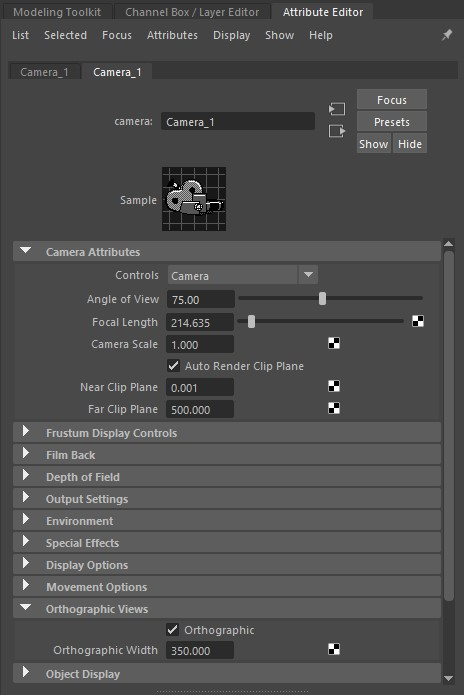 Modeling Toolkit Channel Box / Layer Editor Attribute Editor
List Selected Focus Attributes Display Show Help
Camera_1 Camera_1
Focus
camera: Camera_1 Presets
Show Hide
Sample
Camera Attributes
Controls Camera
Angle of View 75.00
Focal Length 214.635
Camera Scale 1.000
Auto Render Clip Plane
Near Clip Plane 0.001
Far Clip Plane 500.000
Frustum Display Controls
Film Back
Depth of Field
Output Settings
Environment
Special Effects
Display Options
Movement Options
Orthographic Views
Orthographic
Orthographic Width 350.000
Object Display